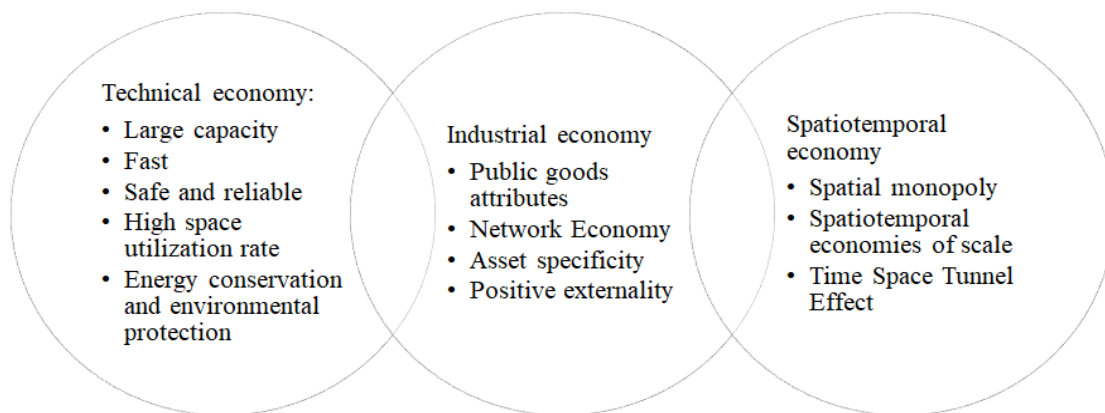 Technical economy:
• Large capacity
• Fast
• Safe and reliable
• High space
utilization rate
• Energy conservation
and environmental
protection
Industrial economy
• Public goods
attributes
• Network Economy
• Asset specificity
• Positive externality
Spatiotemporal
economy
• Spatial monopoly
• Spatiotemporal
economies of scale
• Time Space Tunnel
Effect